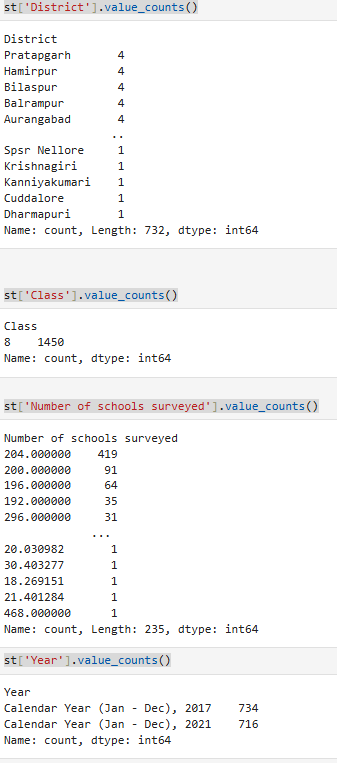 st['District'].value_counts()
District
Pratapgarh 4
Hamirpur 4
Bilaspur 4
Balrampur 4
Aurangabad 4
..
Spsr Nellore 1
Krishnagiri 1
Kanniyakumari 1
Cuddalore 1
Dharmapuri 1
Name: count, Length: 732, dtype: int64
st['Class'].value_counts()
Class
8 1450
Name: count, dtype: int64
st['Number of schools surveyed'].value_counts()
Number of schools surveyed
204.000000 419
200.000000 91
196.000000 64
192.000000 35
296.000000 31
...
20.030982 1
30.403277 1
18.269151 1
21.401284 1
468.000000 1
Name: count, Length: 235, dtype: int64
st['Year'].value_counts()
Year
Calendar Year (Jan - Dec), 2017 734
Calendar Year (Jan - Dec), 2021 716
Name: count, dtype: int64